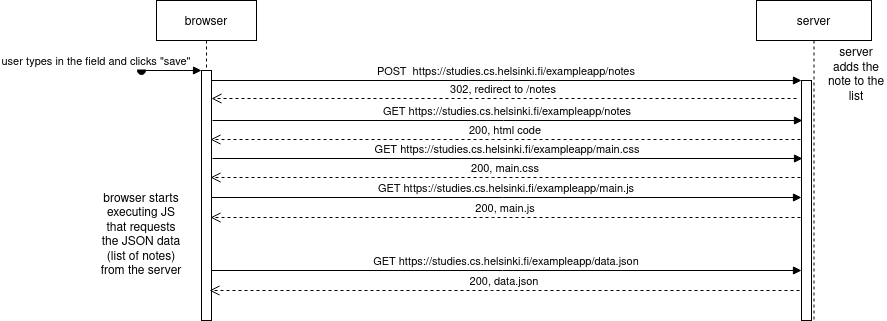 browser
server
user types in the field and clicks "save"
server
adds the
note to the
list
POST  https://studies.cs.helsinki.fi/exampleapp/notes
302, redirect to /notes
GET https://studies.cs.helsinki.fi/exampleapp/notes
200, html code
GET https://studies.cs.helsinki.fi/exampleapp/main.css
200, main.css
GET https://studies.cs.helsinki.fi/exampleapp/main.js
200, main.js
browser starts
executing JS
that requests
the JSON data
(list of notes)
from the server
GET https://studies.cs.helsinki.fi/exampleapp/data.json
200, data.json